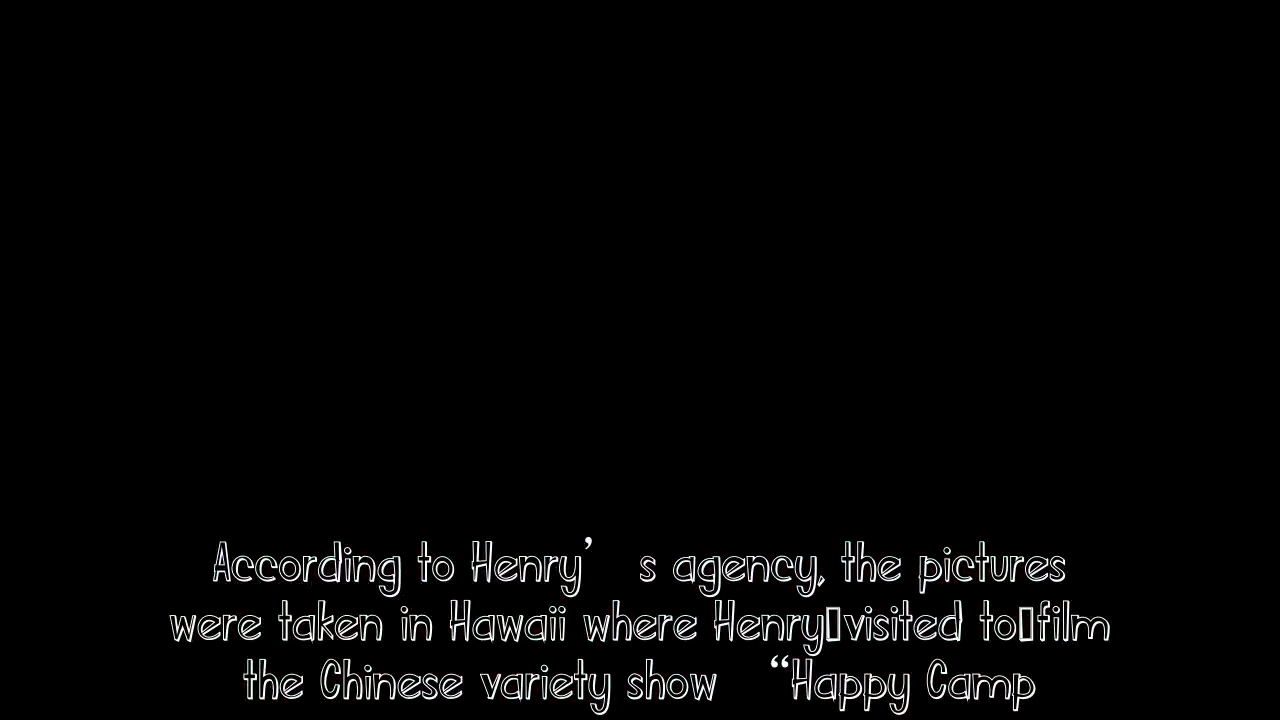 According to Henry’ s agency, the pictures
were taken in Hawaii where Henry▯visited to▯film
the Chinese variety show “Happy Camp